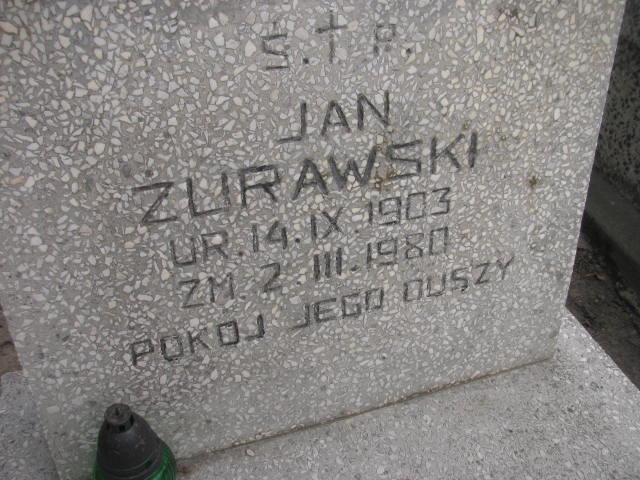 Ś.†P.
JAN
ZURAWSKI
UR.14.IX.1903
ZM.2.III.1980
POKOJ JEGO DUSZY